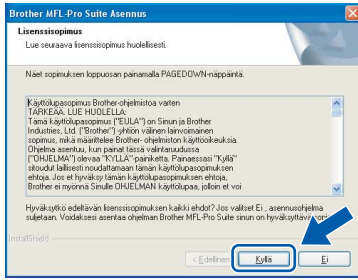 Brother MFL-Pro Suite Asennus
Lisenssisopimus
Lue seuraava lisenssisopimus huolellisesti.
Näet sopimuksen loppuosan painamalla PAGEDOWN-näppäintä.
Käyttölupasopimus Brother-ohjelmistoa varten
TÄRKEÄÄ. LUE HUOLELLA:
Tämä käyttölupasopimus ("EULA") on Sinun ja Brother
Industries, Ltd. ("Brother") -yhtiön välinen lainvoimainen
sopimus, mikä määrittelee Brother- ohjelmiston käyttöoikeuksia.
Ohjelma asentuu, kun painat tässä valintaruudussa
("OHJELMA") olevaa "KYLLÄ"-painiketta. Painaessasi "Kyllä"
sitoudut laillisesti noudattamaan tämän käyttölupasopimuksen
ehtoja. Jos et hyväksy tämän käyttölupasopimuksen ehtoja,
Brother ei myönnä Sinulle OHJELMAN käyttölupaa, jolloin et voi
Hyväksytkö edeltävän lisenssisopimuksen kaikki ehdot? Jos valitset Ei , asennusohjelma
suljetaan. Voidaksesi asentaa ohjelman Brother MFL-Pro Suite sinun on hyväksyttävä
InstallShield
< Edellinen
Kyllä
Ei